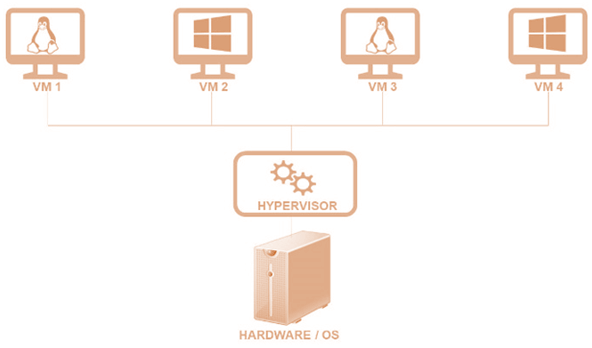 VM 1
VM 2
VM 3
VM 4
HYPERVISOR
HARDWARE / OS